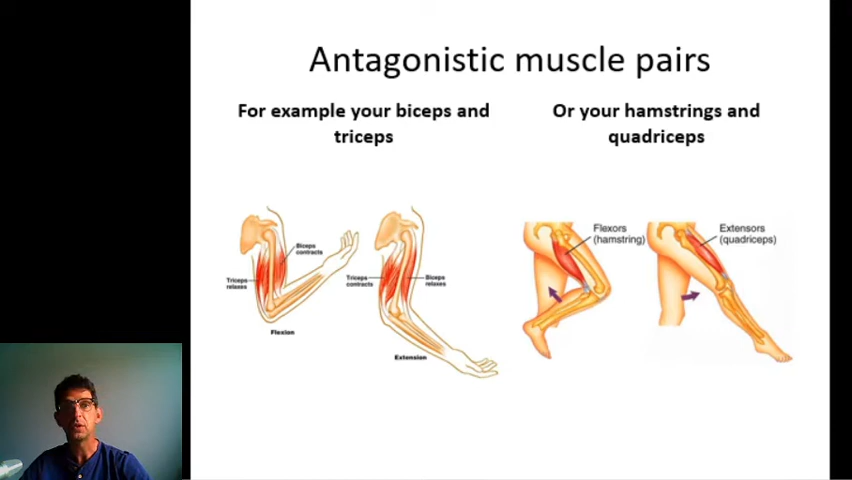 Antagonistic muscle pairs
For example your biceps and
triceps
Or your hamstrings and
quadriceps
Biceps
contracts
Triceps
relaxes
Flexion
Triceps
contracts
Biceps
relaxes
Extension
Flexors
(hamstring)
Extensors
(quadriceps)